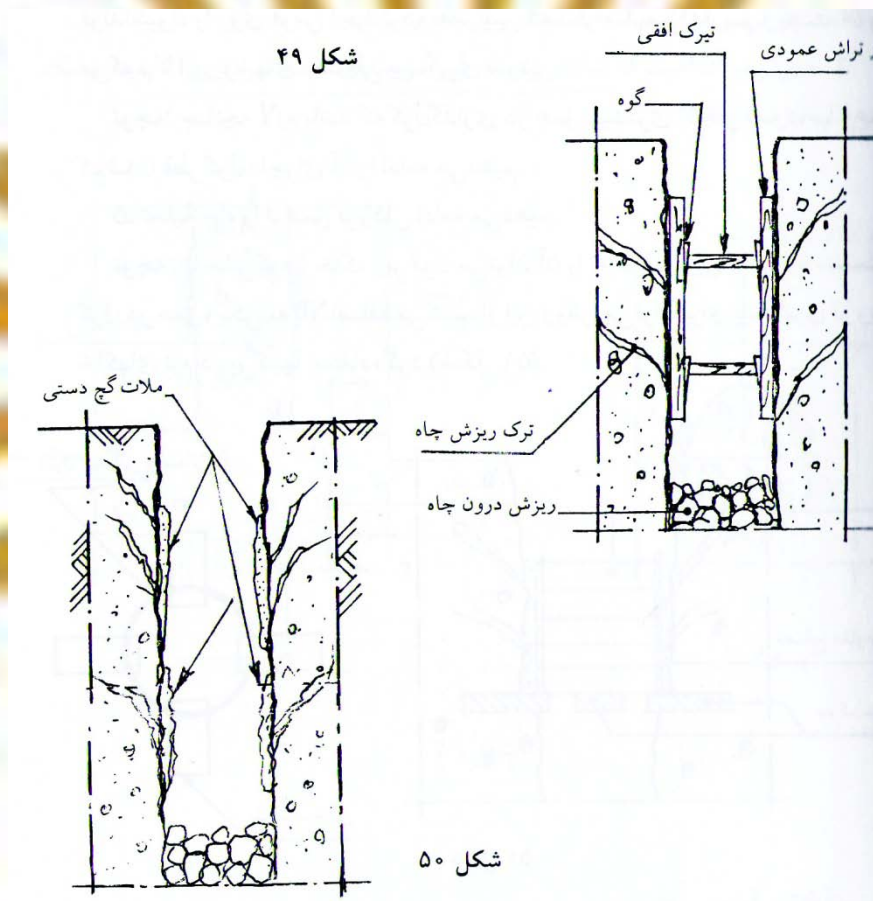 شکل ۴۹
تیرک افقی
تراش عمودی
گوه
ترک ریزش چاه
ریزش درون چاه
ملات گچ دستی
شکل ۵۰